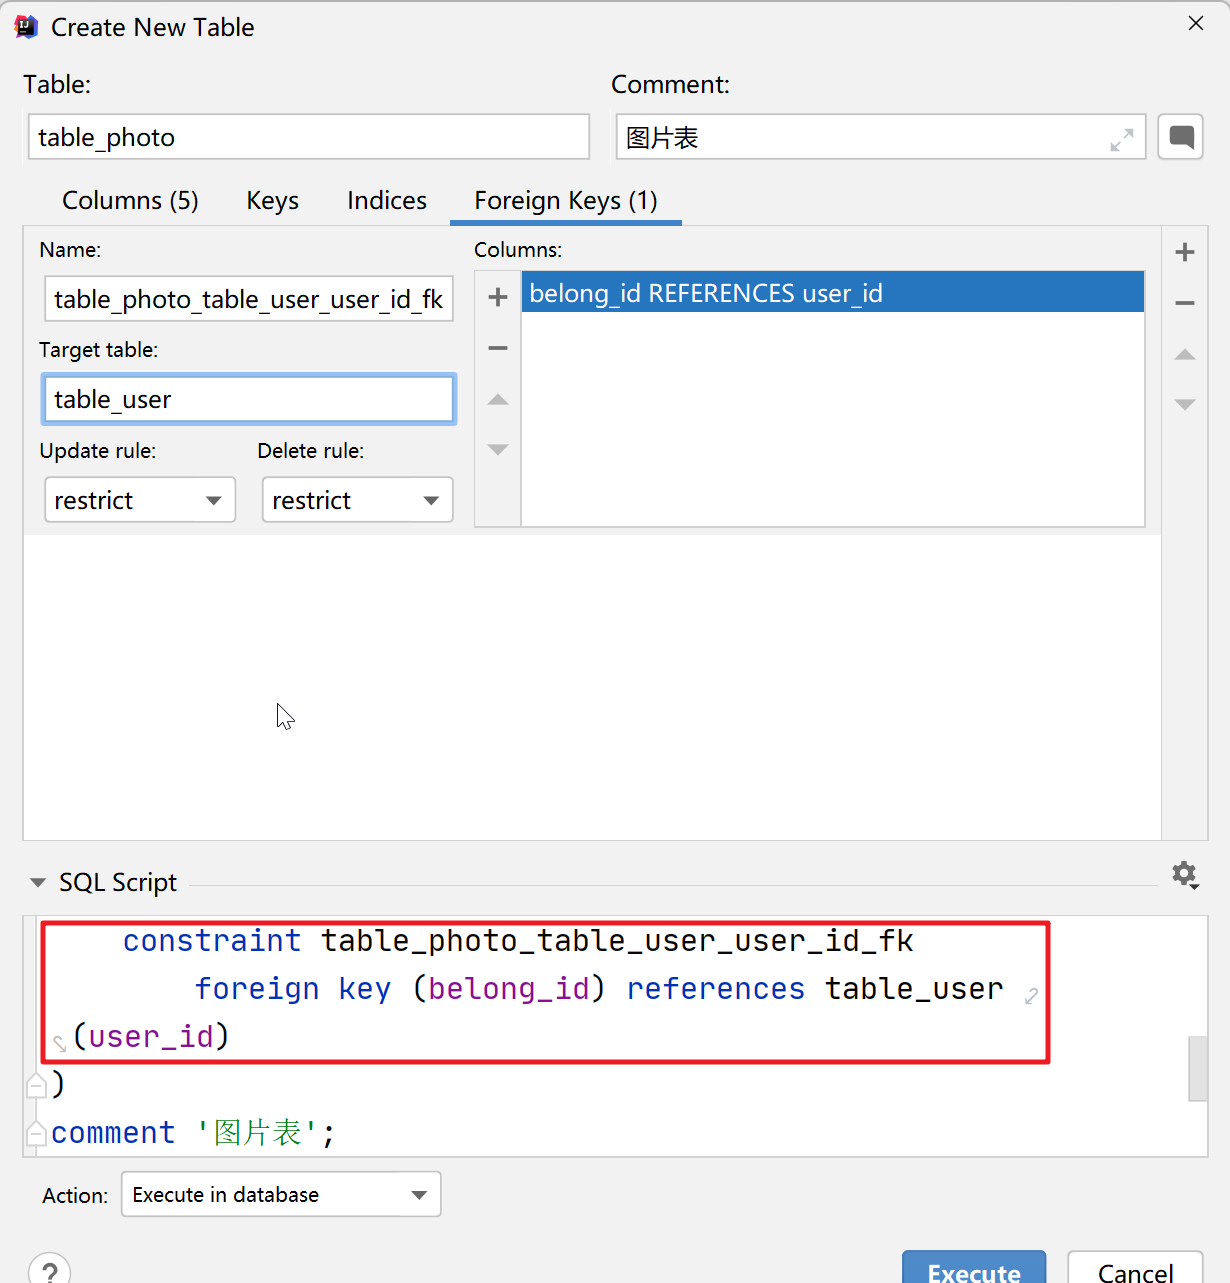 Create New Table
Table:
Comment:
table_photo
图片表
Columns (5)
Keys
Indices
Foreign Keys (1)
Name:
Columns:
table_photo_table_user_user_id_fk
belong_id REFERENCES user_id
Target table:
table_user
Update rule:
Delete rule:
restrict
restrict
SQL Script
constraint table_photo_table_user_user_id_fk
foreign key (belong_id) references table_user
(user_id)
)
comment '图片表';
Action:
Execute in database
?
Execute
Cancel